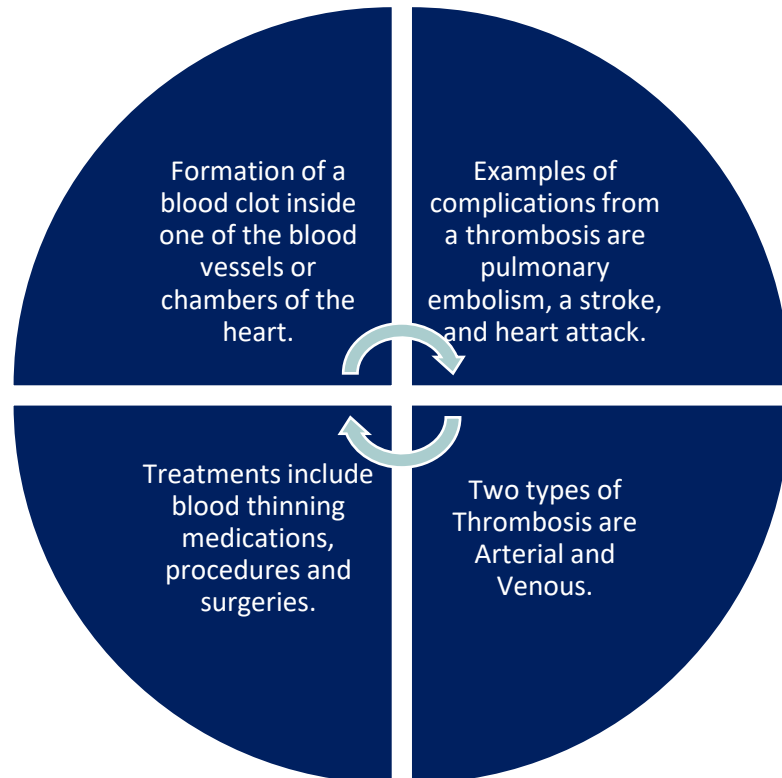 Formation of a
blood clot inside
one of the blood
vessels or
chambers of the
heart.
Examples of
complications from
a thrombosis are
pulmonary
embolism, a stroke,
and heart attack.
Treatments include
blood thinning
medications,
procedures and
surgeries.
Two types of
Thrombosis are
Arterial and
Venous.